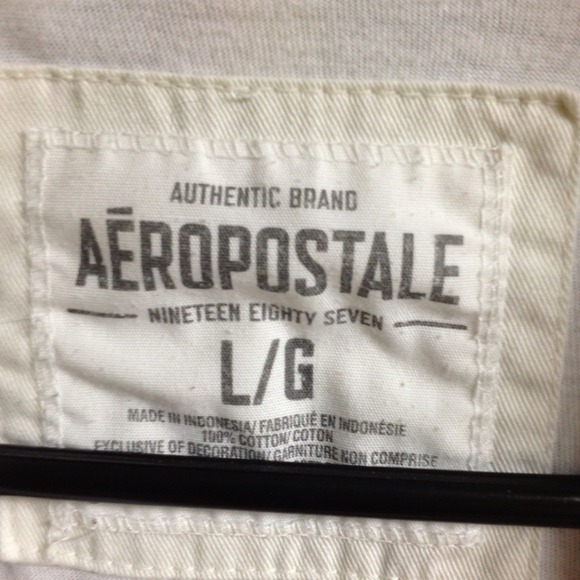 AUTHENTIC BRAND
AÉROPOSTALE
NINETEEN EIGHTY SEVEN
L/G
MADE IN INDONESIA/FABRIQUÉ EN INDONÉSIE
100% COTTON/COTON
EXCLUSIVE OF DECORATION/GARNITURE NON COMPRISE